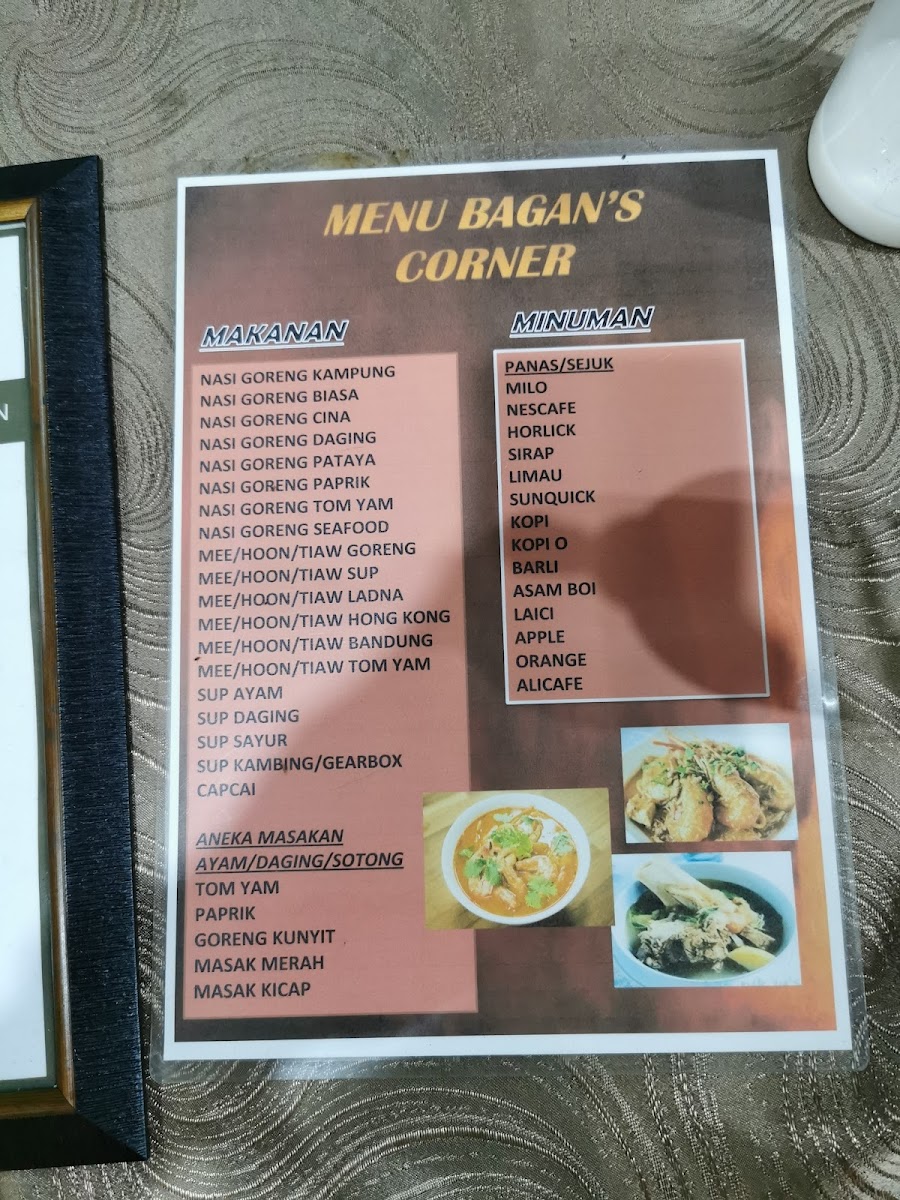 MENU BAGAN'S
CORNER
MAKANAN
NASI GORENG KAMPUNG
NASI GORENG BIASA
NASI GORENG CINA
NASI GORENG DAGING
NASI GORENG PATAYA
NASI GORENG PAPRIK
NASI GORENG TOM YAM
NASI GORENG SEAFOOD
MEE/HOON/TIAW GORENG
MEE/HOON/TIAW SUP
MEE/HOON/TIAW LADNA
MEE/HOON/TIAW HONG KONG
MEE/HOON/TIAW BANDUNG
MEE/HOON/TIAW TOM YAM
SUP AYAM
SUP DAGING
SUP SAYUR
SUP KAMBING/GEARBOX
CAPCAI
ANEKA MASAKAN
AYAM/DAGING/SOTONG
TOM YAM
PAPRIK
GORENG KUNYIT
MASAK MERAH
MASAK KICAP
MINUMAN
PANAS/SEJUK
MILO
NESCAFE
HORLICK
SIRAP
LIMAU
SUNQUICK
KOPI
KOPI O
BARLI
ASAM BOI
LAICI
APPLE
ORANGE
ALICAFE
N